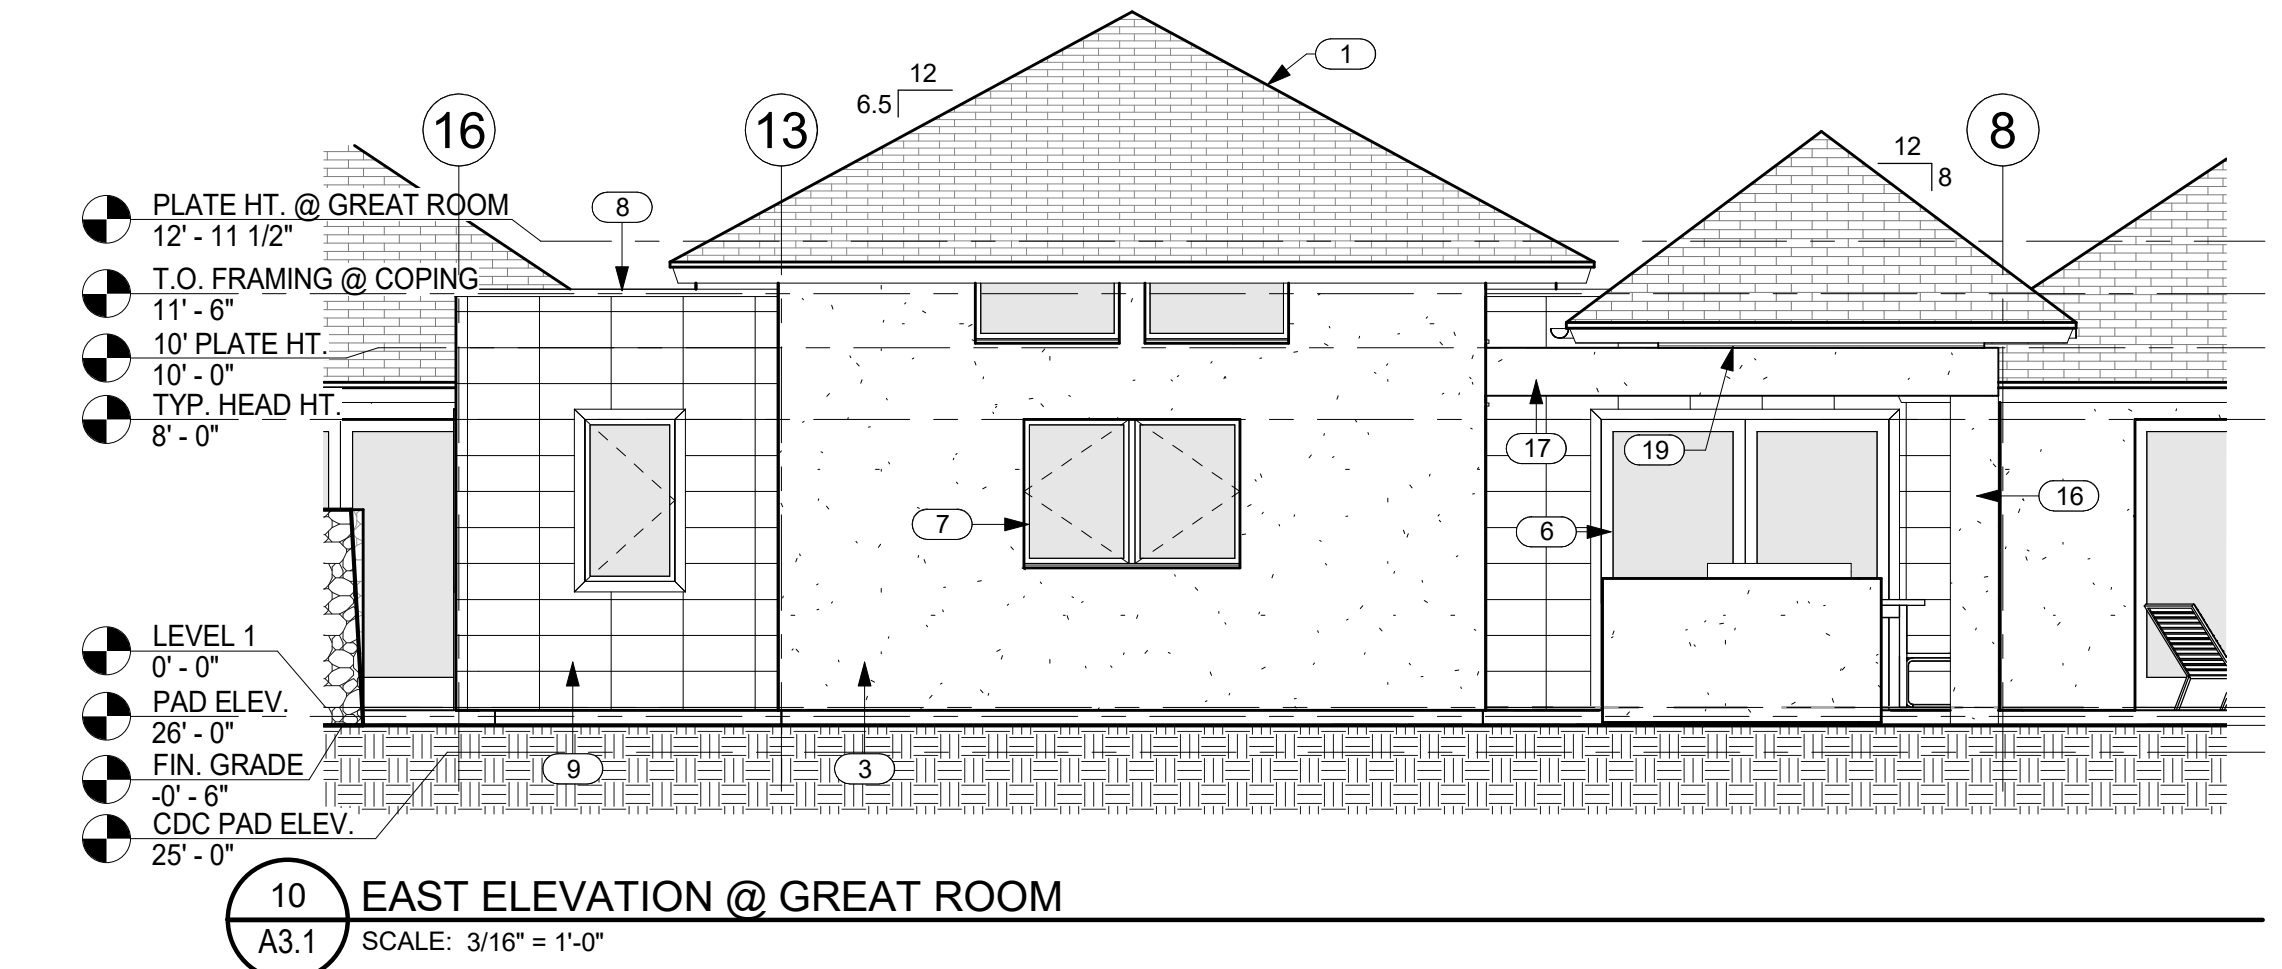 1
12
6.5
16
13
8
12
8
PLATE HT. @ GREAT ROOM
12' - 11 1/2"
8
T.O. FRAMING @ COPING
11' - 6"
10' PLATE HT.
10' - 0"
TYP. HEAD HT.
8' - 0"
17
19
16
7
6
LEVEL 1
0' - 0"
PAD ELEV.
26' - 0"
FIN. GRADE
-0' - 6"
9
3
CDC PAD ELEV.
25' - 0"
10
EAST ELEVATION @ GREAT ROOM
A3.1
SCALE: 3/16" = 1'-0"